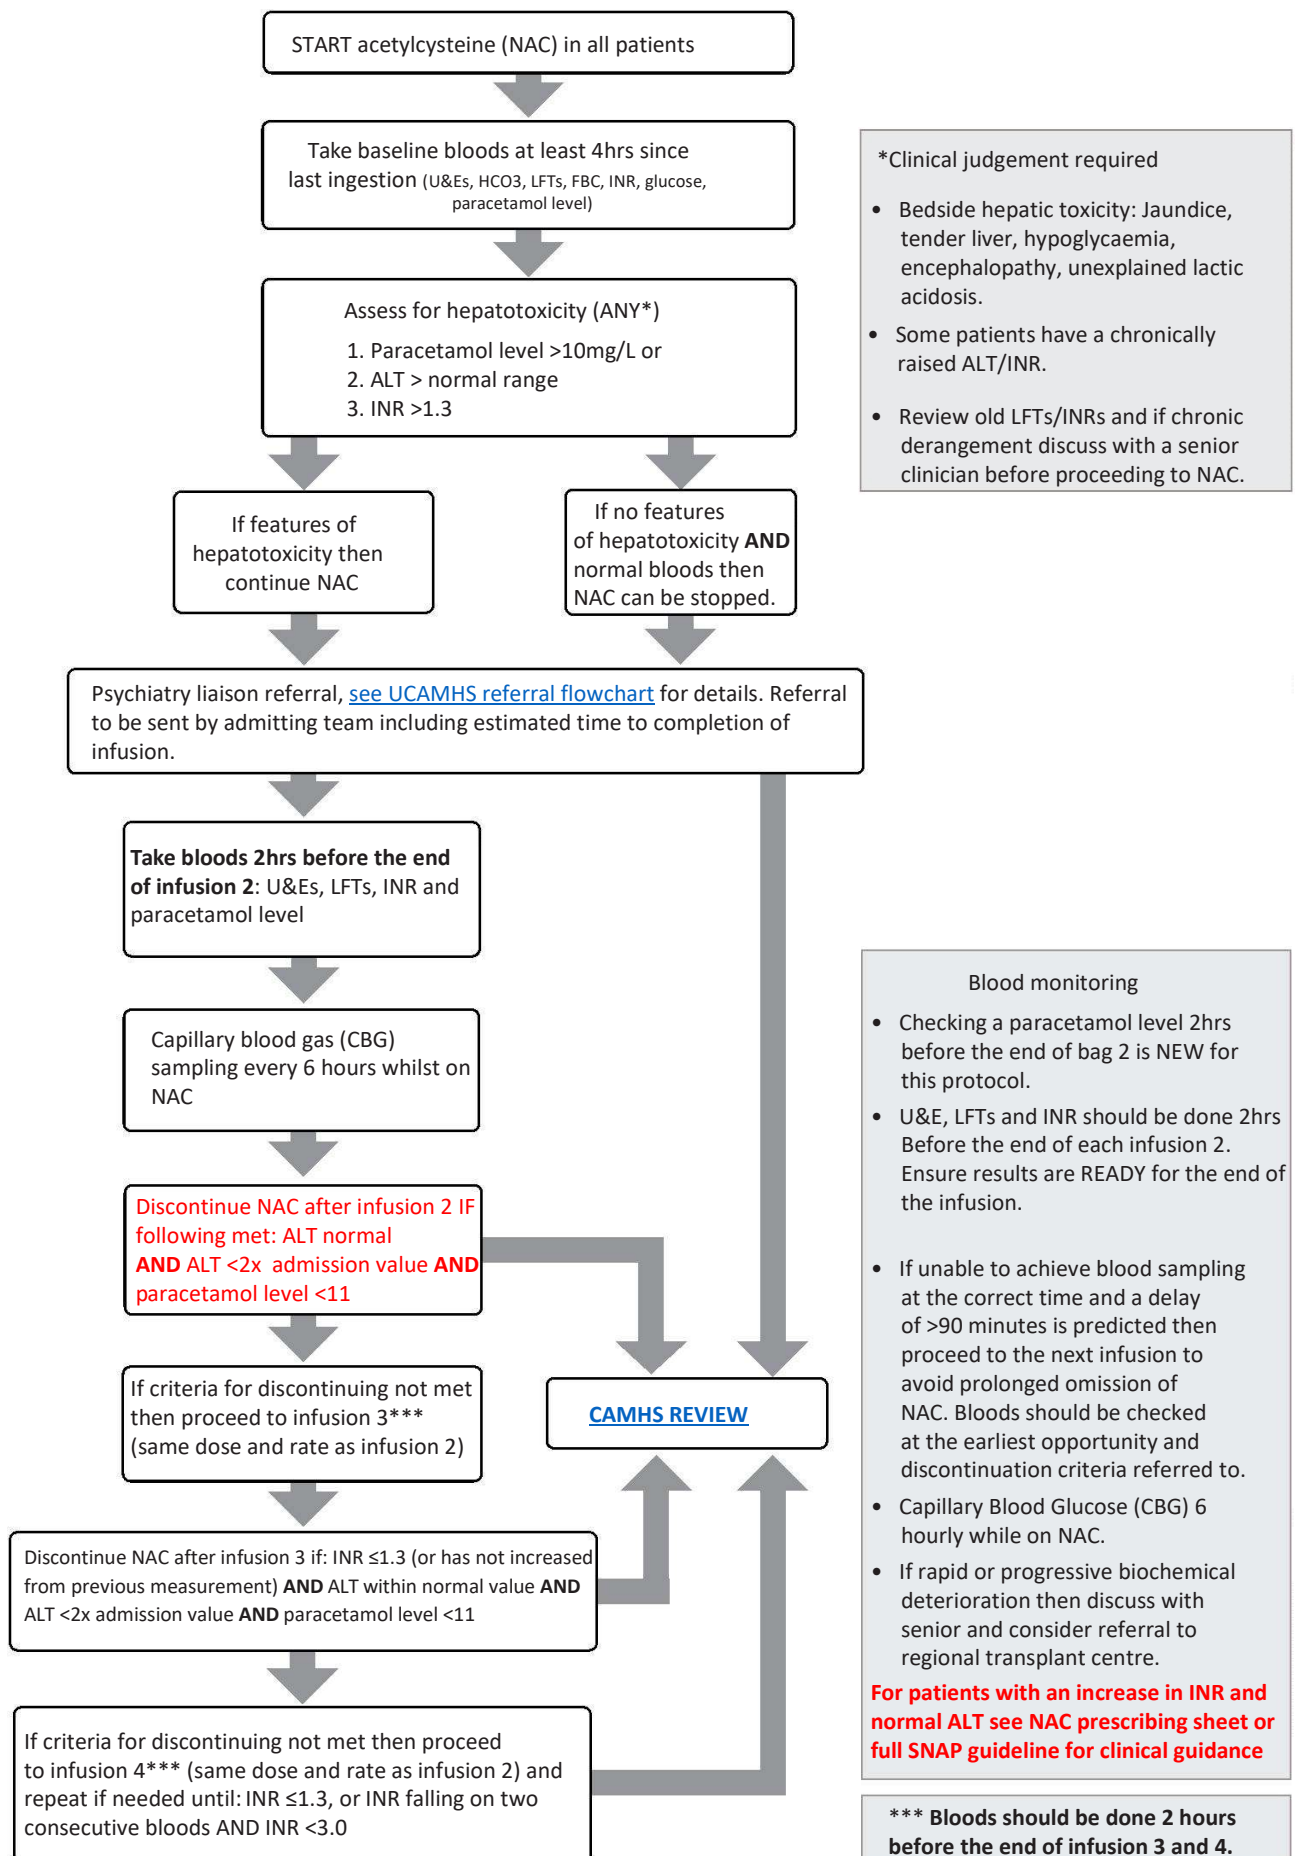 START acetylcysteine (NAC) in all patients
Take baseline bloods at least 4hrs since
last ingestion (U&Es, HCO3, LFTs, FBC, INR, glucose,
paracetamol level)
Assess for hepatotoxicity (ANY*)
1. Paracetamol level >10mg/L or
2. ALT > normal range
3. INR >1.3
If features of
hepatotoxicity then
continue NAC
If no features
of hepatotoxicity AND
normal bloods then
NAC can be stopped.
Psychiatry liaison referral, see UCAMHS referral flowchart for details. Referral
to be sent by admitting team including estimated time to completion of
infusion.
Take bloods 2hrs before the end
of infusion 2: U&Es, LFTs, INR and
paracetamol level
Capillary blood gas (CBG)
sampling every 6 hours whilst on
NAC
Discontinue NAC after infusion 2 IF
following met: ALT normal
AND ALT <2x admission value AND
paracetamol level <11
If criteria for discontinuing not met
then proceed to infusion 3***
(same dose and rate as infusion 2)
CAMHS REVIEW
Discontinue NAC after infusion 3 if: INR ≤1.3 (or has not increased
from previous measurement) AND ALT within normal value AND
ALT <2x admission value AND paracetamol level <11
If criteria for discontinuing not met then proceed
to infusion 4*** (same dose and rate as infusion 2) and
repeat if needed until: INR ≤1.3, or INR falling on two
consecutive bloods AND INR <3.0
*Clinical judgement required
• Bedside hepatic toxicity: Jaundice,
tender liver, hypoglycaemia,
encephalopathy, unexplained lactic
acidosis.
• Some patients have a chronically
raised ALT/INR.
• Review old LFTs/INRs and if chronic
derangement discuss with a senior
clinician before proceeding to NAC.
Blood monitoring
• Checking a paracetamol level 2hrs
before the end of bag 2 is NEW for
this protocol.
• U&E, LFTs and INR should be done 2hrs
Before the end of each infusion 2.
Ensure results are READY for the end of
the infusion.
• If unable to achieve blood sampling
at the correct time and a delay
of >90 minutes is predicted then
proceed to the next infusion to
avoid prolonged omission of
NAC. Bloods should be checked
at the earliest opportunity and
discontinuation criteria referred to.
• Capillary Blood Glucose (CBG) 6
hourly while on NAC.
• If rapid or progressive biochemical
deterioration then discuss with
senior and consider referral to
regional transplant centre.
For patients with an increase in INR and
normal ALT see NAC prescribing sheet or
full SNAP guideline for clinical guidance
*** Bloods should be done 2 hours
before the end of infusion 3 and 4.